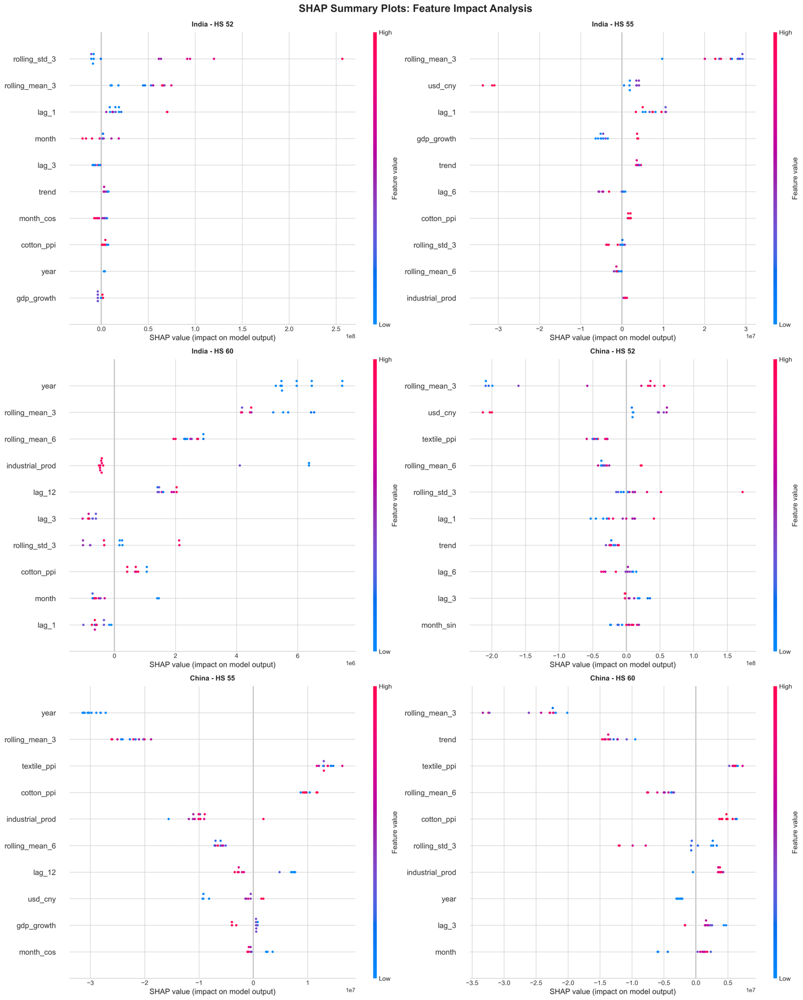 SHAP Summary Plots: Feature Impact Analysis
India - HS 52
High
rolling_std_3
rolling_mean_3
lag_1
month
lag_3
trend
month_cos
cotton_ppi
year
gdp_growth
Feature value
Low
0.0 0.5 1.0 1.5 2.0 2.5
1e8
SHAP value (impact on model output)
India - HS 55
High
rolling_mean_3
usd_cny
lag_1
gdp_growth
trend
lag_6
cotton_ppi
rolling_std_3
rolling_mean_6
industrial_prod
Feature value
Low
−3 −2 −1 0 1 2 3
1e7
SHAP value (impact on model output)
India - HS 60
High
year
rolling_mean_3
rolling_mean_6
industrial_prod
lag_12
lag_3
rolling_std_3
cotton_ppi
month
lag_1
Feature value
Low
0 2 4 6
1e6
SHAP value (impact on model output)
China - HS 52
High
rolling_mean_3
usd_cny
textile_ppi
rolling_mean_6
rolling_std_3
lag_1
trend
lag_6
lag_3
month_sin
Feature value
Low
−2.0 −1.5 −1.0 −0.5 0.0 0.5 1.0 1.5
1e8
SHAP value (impact on model output)
China - HS 55
High
year
rolling_mean_3
textile_ppi
cotton_ppi
industrial_prod
rolling_mean_6
lag_12
usd_cny
gdp_growth
month_cos
Feature value
Low
−3 −2 −1 0 1
1e7
SHAP value (impact on model output)
China - HS 60
High
rolling_mean_3
trend
textile_ppi
rolling_mean_6
cotton_ppi
rolling_std_3
industrial_prod
year
lag_3
month
Feature value
Low
−3.5 −3.0 −2.5 −2.0 −1.5 −1.0 −0.5 0.0 0.5
1e7
SHAP value (impact on model output)